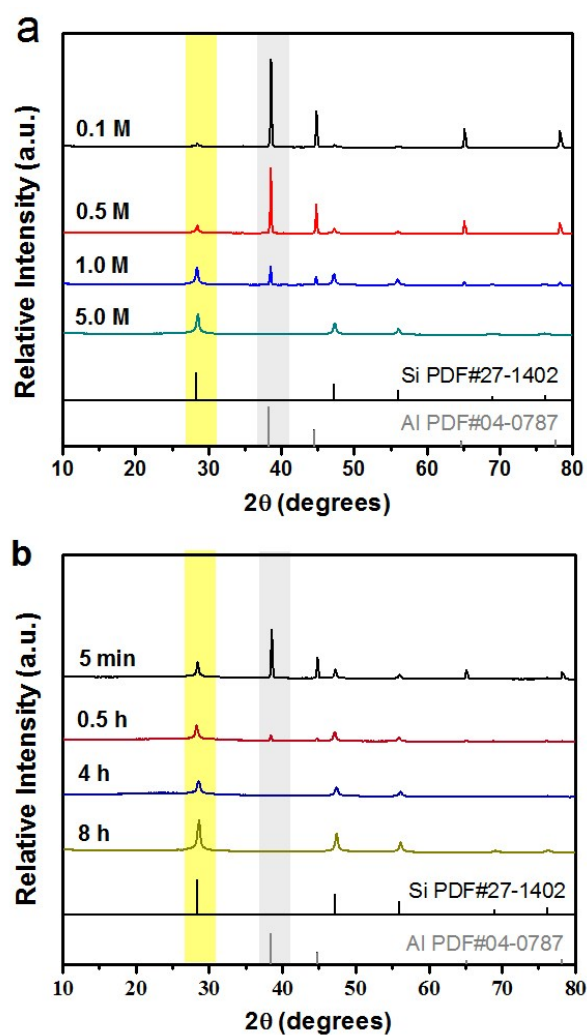 a
Relative Intensity (a.u.)
0.1 M
0.5 M
1.0 M
5.0 M
Si PDF#27-1402
Al PDF#04-0787
10 20 30 40 50 60 70 80
2θ (degrees)
b
Relative Intensity (a.u.)
5 min
0.5 h
4 h
8 h
Si PDF#27-1402
Al PDF#04-0787
10 20 30 40 50 60 70 80
2θ (degrees)